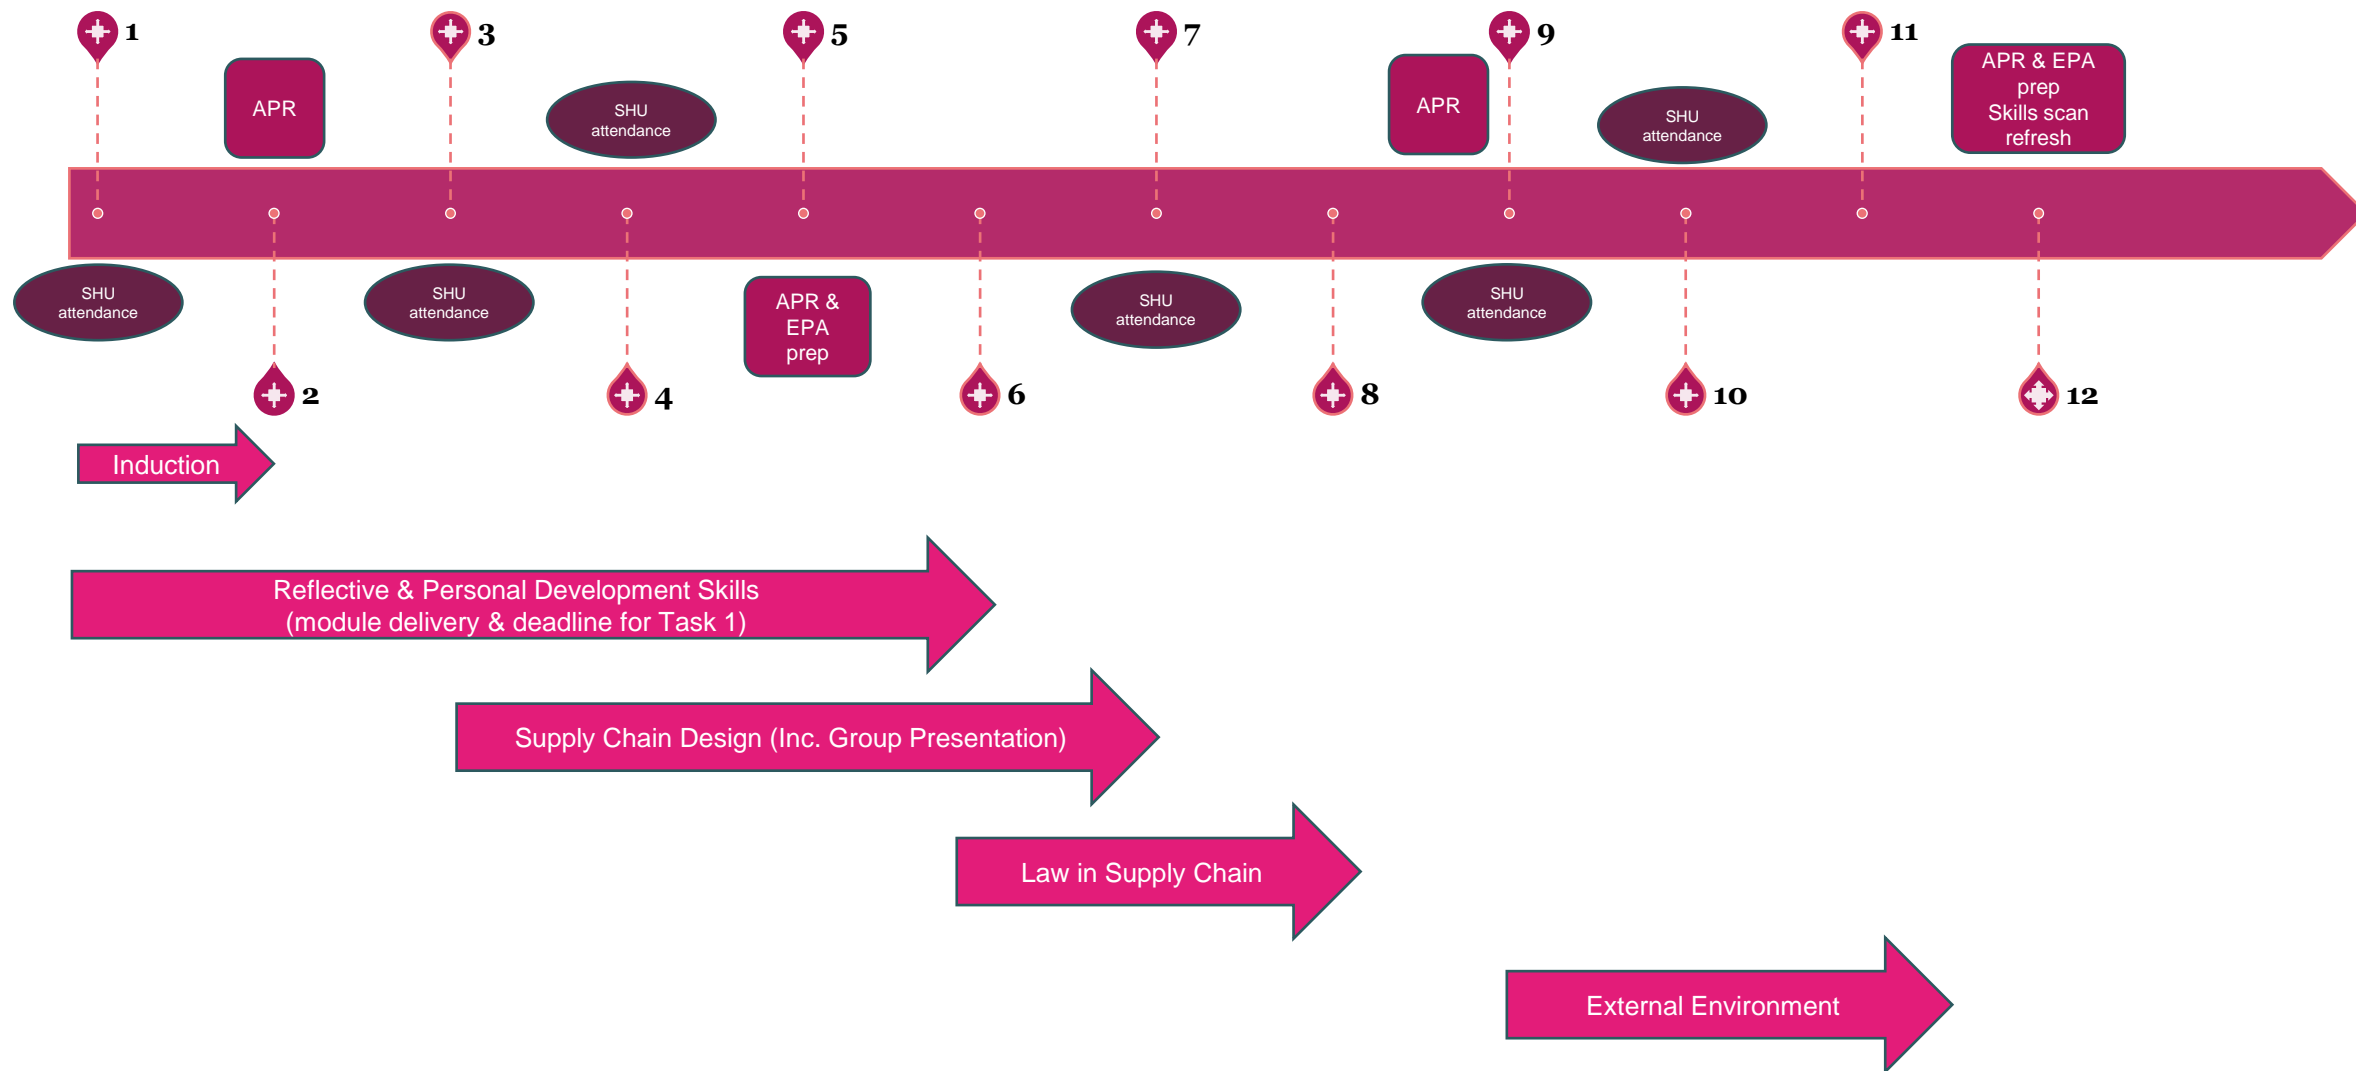 1
3
5
7
9
11
APR
SHU
attendance
APR
SHU
attendance
APR & EPA
prep
Skills scan
refresh
SHU
attendance
SHU
attendance
APR &
EPA
prep
SHU
attendance
SHU
attendance
2
4
6
8
10
12
Induction
Reflective & Personal Development Skills
(module delivery & deadline for Task 1)
Supply Chain Design (Inc. Group Presentation)
Law in Supply Chain
External Environment